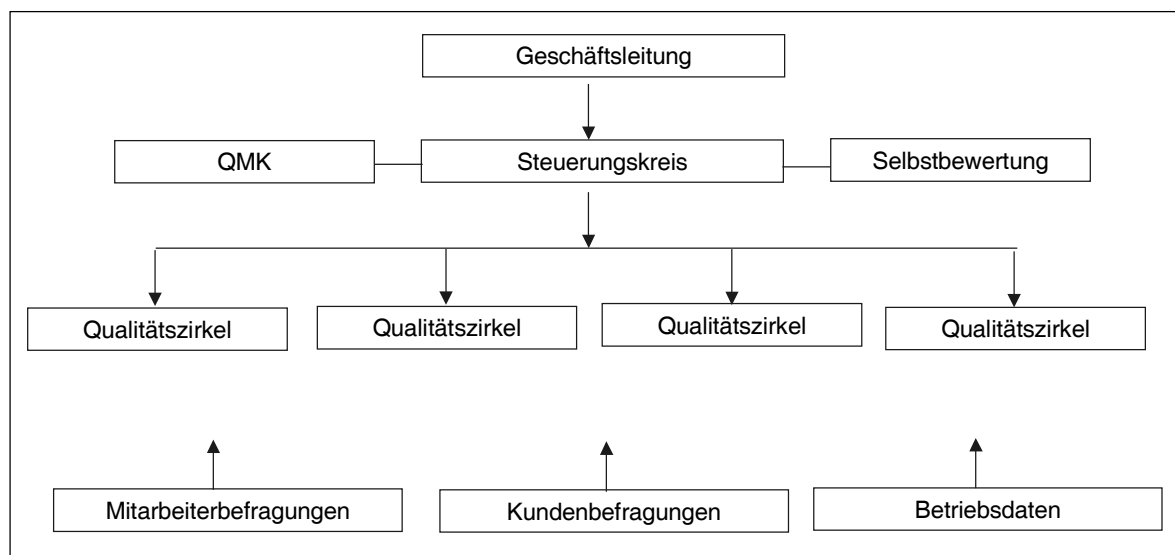 Geschäftsleitung
QMK
Steuerungskreis
Selbstbewertung
Qualitätszirkel
Qualitätszirkel
Qualitätszirkel
Qualitätszirkel
Mitarbeiterbefragungen
Kundenbefragungen
Betriebsdaten